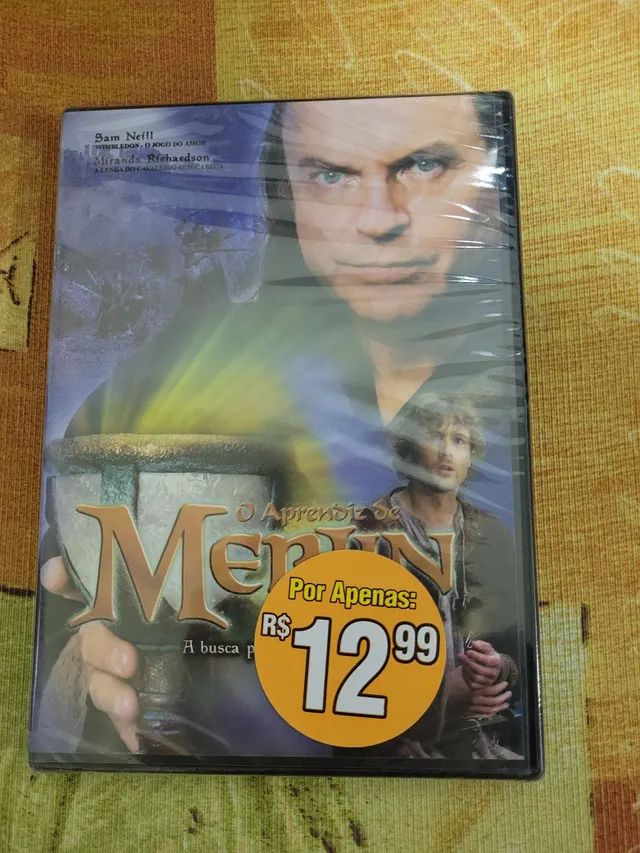 Sam Neill
WIMBLEDON - O JOGO DO AMOR
Miranda Richardson
A LENDA DO CAVALEIRO SEM CABEÇA
O Aprendiz de
MERLIN
A busca p
Por Apenas:
R$ 12 99